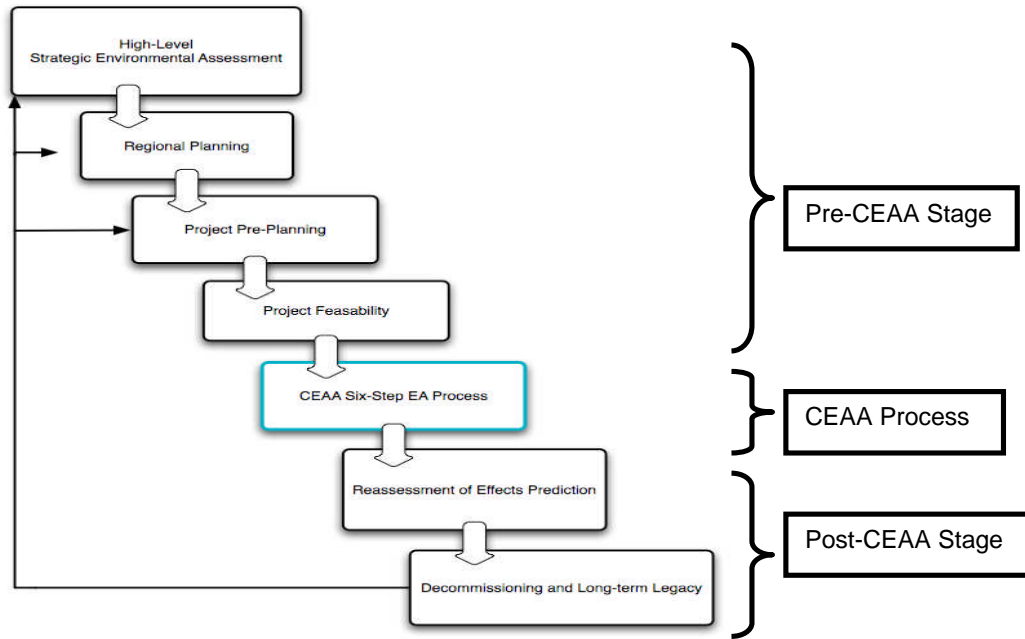 High-Level
Strategic Environmental Assessment
Regional Planning
Project Pre-Planning
Project Feasability
CEAA Six-Step EA Process
Reassessment of Effects Prediction
Decommissioning and Long-term Legacy
Pre-CEAA Stage
CEAA Process
Post-CEAA Stage